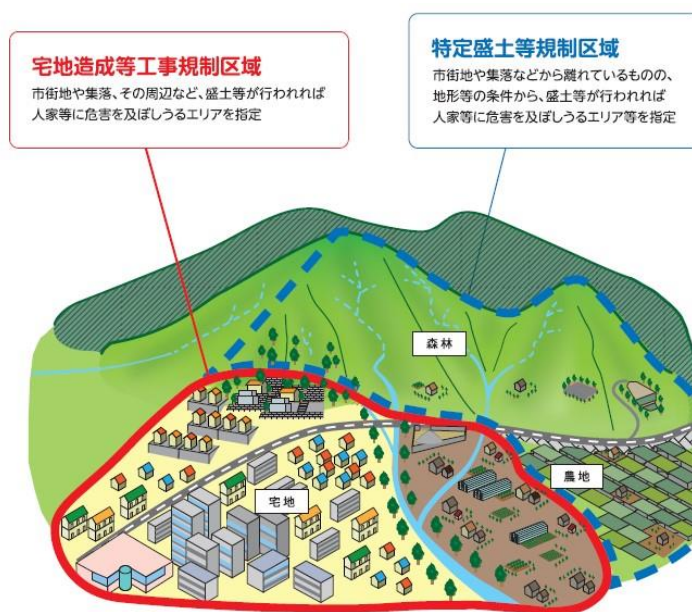 宅地造成等工事規制区域
市街地や集落、その周辺など、盛土等が行われれば
人家等に危害を及ぼしうるエリアを指定
特定盛土等規制区域
市街地や集落などから離れているものの、
地形等の条件から、盛土等が行われれば
人家等に危害を及ぼしうるエリア等を指定
森林
宅地
農地